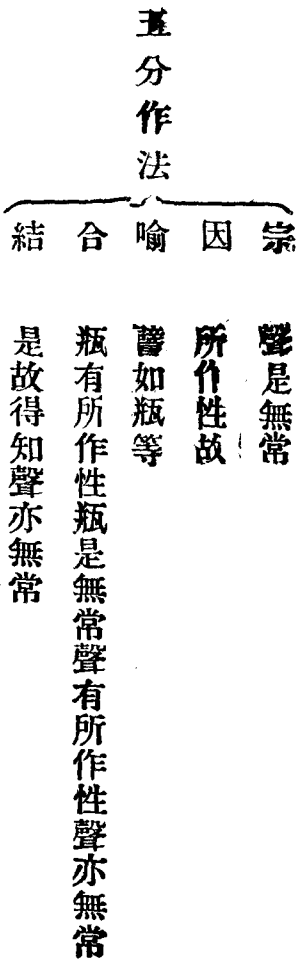 五分作法
宗　聲是無常
因　所作性故
喻　譬如瓶等
合　瓶有所作性瓶是無常聲有所作性聲亦無常
結　是故得知聲亦無常